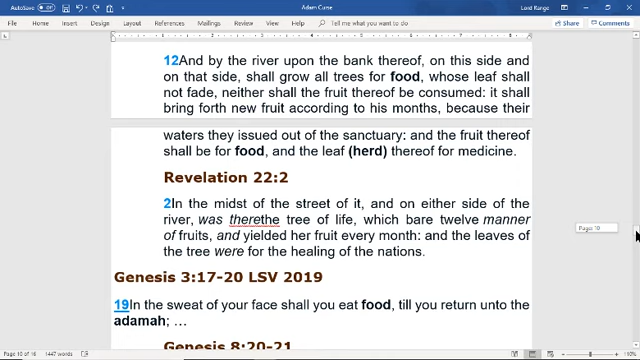 AutoSave Off Adam Curse Lord Range
File Home Insert Draw Design Layout References Mailings Review View Help Tell me what you want to do Share Comments
12And by the river upon the bank thereof, on this side and
on that side, shall grow all trees for food, whose leaf shall
not fade, neither shall the fruit thereof be consumed: it shall
bring forth new fruit according to his months, because their
waters they issued out of the sanctuary: and the fruit thereof
shall be for food, and the leaf (herd) thereof for medicine.
Revelation 22:2
2In the midst of the street of it, and on either side of the
river, was therethe tree of life, which bare twelve manner
of fruits, and yielded her fruit every month: and the leaves of
the tree were for the healing of the nations.
Page: 10
Genesis 3:17-20 LSV 2019
19In the sweat of your face shall you eat food, till you return unto the
adamah; ...
Genesis 8:20-21
Page 10 of 16 1447 words